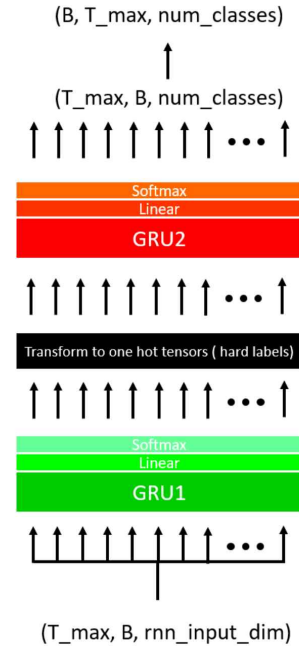 (B, T_max, num_classes)
(T_max, B, num_classes)
Softmax
Linear
GRU2
Transform to one hot tensors ( hard labels)
Softmax
Linear
GRU1
(T_max, B, rnn_input_dim)